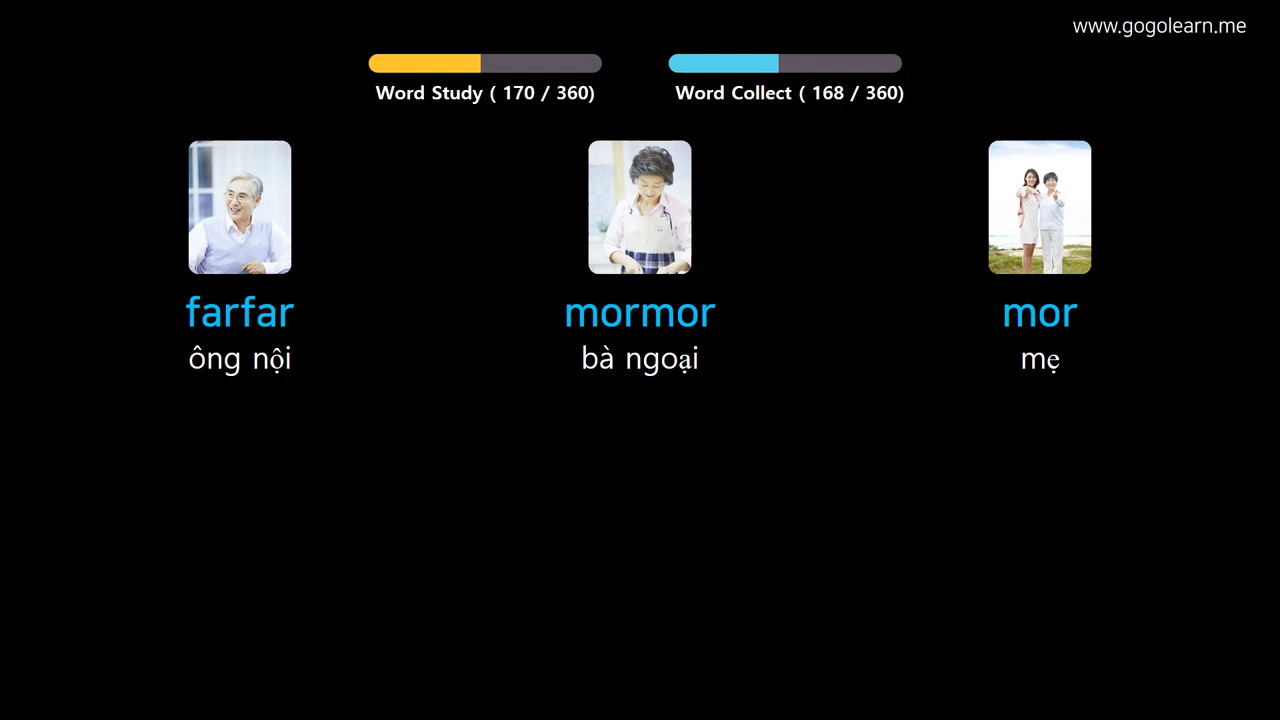 www.gogolearn.me
Word Study ( 170 / 360)
Word Collect ( 168 / 360)
farfar
mormor
mor
ông nội
bà ngoại
mẹ